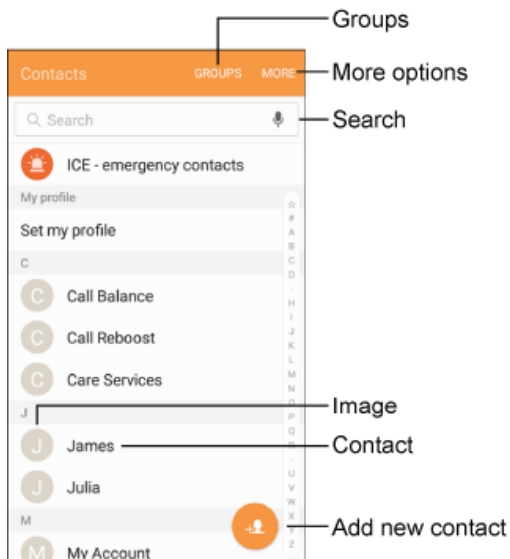 Groups
Contacts GROUPS MORE More options
Search Search
ICE - emergency contacts
My profile
Set my profile
C
C Call Balance
C Call Reboost
C Care Services
J Image
J James Contact
J Julia
M
M My Account
Add new contact
#
A
B
C
D
.
H
I
J
K
L
M
N
O
P
Q
R
.
U
V
W
X
Y
Z